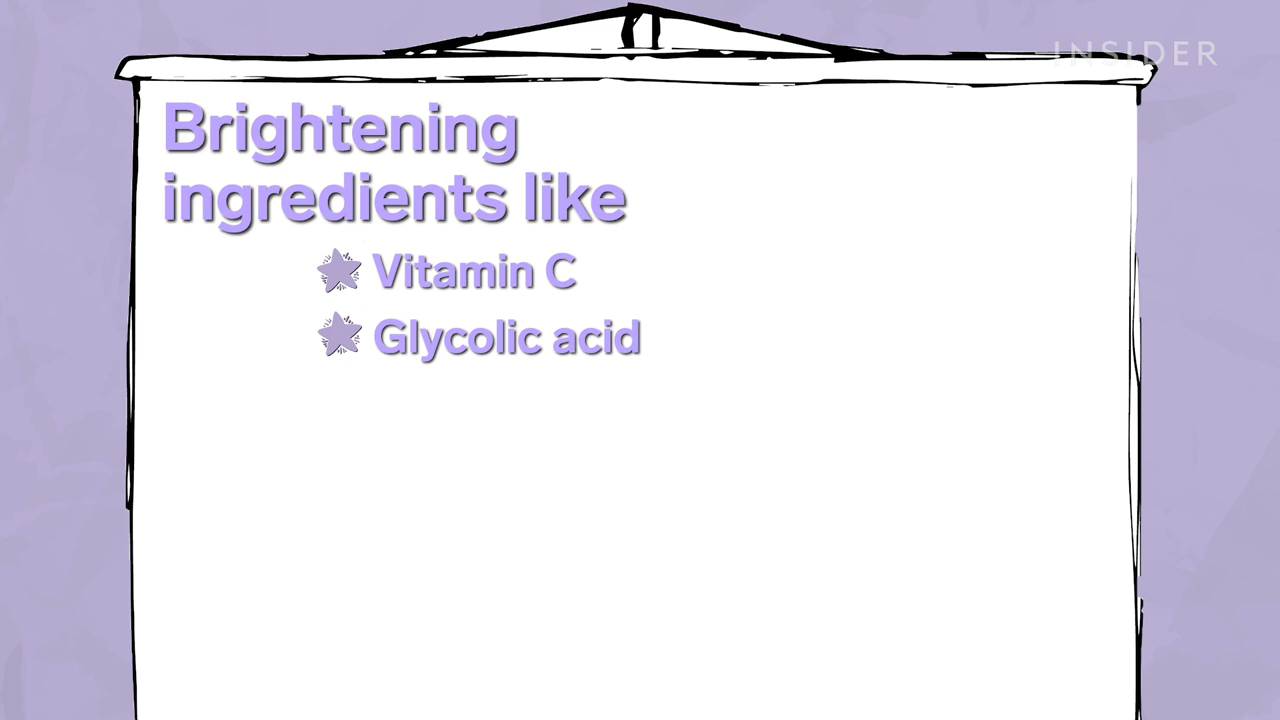 INSIDER
Brightening
ingredients like
Vitamin C
Glycolic acid